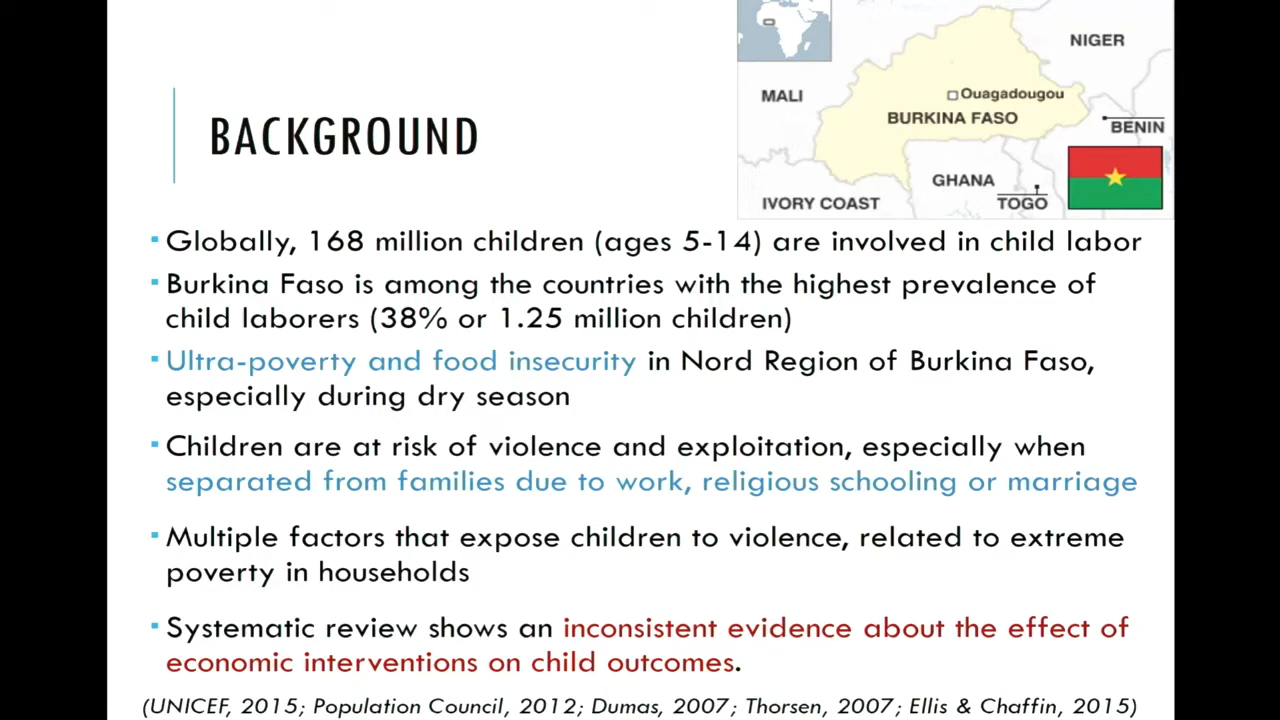 NIGER
MALI
Ouagadougou
BURKINA FASO
BENIN
GHANA
TOGO
IVORY COAST
BACKGROUND
▪ Globally, 168 million children (ages 5-14) are involved in child labor
▪ Burkina Faso is among the countries with the highest prevalence of
child laborers (38% or 1.25 million children)
▪ Ultra-poverty and food insecurity in Nord Region of Burkina Faso,
especially during dry season
▪ Children are at risk of violence and exploitation, especially when
separated from families due to work, religious schooling or marriage
▪ Multiple factors that expose children to violence, related to extreme
poverty in households
▪ Systematic review shows an inconsistent evidence about the effect of
economic interventions on child outcomes.
(UNICEF, 2015; Population Council, 2012; Dumas, 2007; Thorsen, 2007; Ellis & Chaffin, 2015)